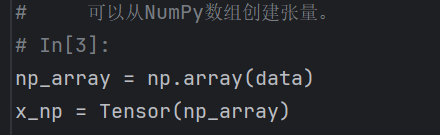 #     可以从NumPy数组创建张量。
# In[3]:
np_array = np.array(data)
x_np = Tensor(np_array)